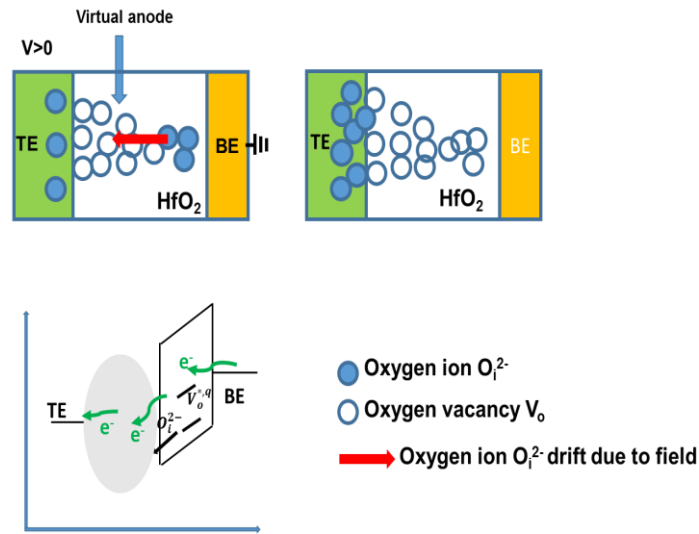 Virtual anode
V>0
TE
BE
HfO₂
TE
BE
HfO₂
e⁻
Vₒ^{*,q}
TE
BE
Oᵢ²⁻
e⁻
e⁻
Oxygen ion Oᵢ²⁻
Oxygen vacancy Vₒ
Oxygen ion Oᵢ²⁻ drift due to field